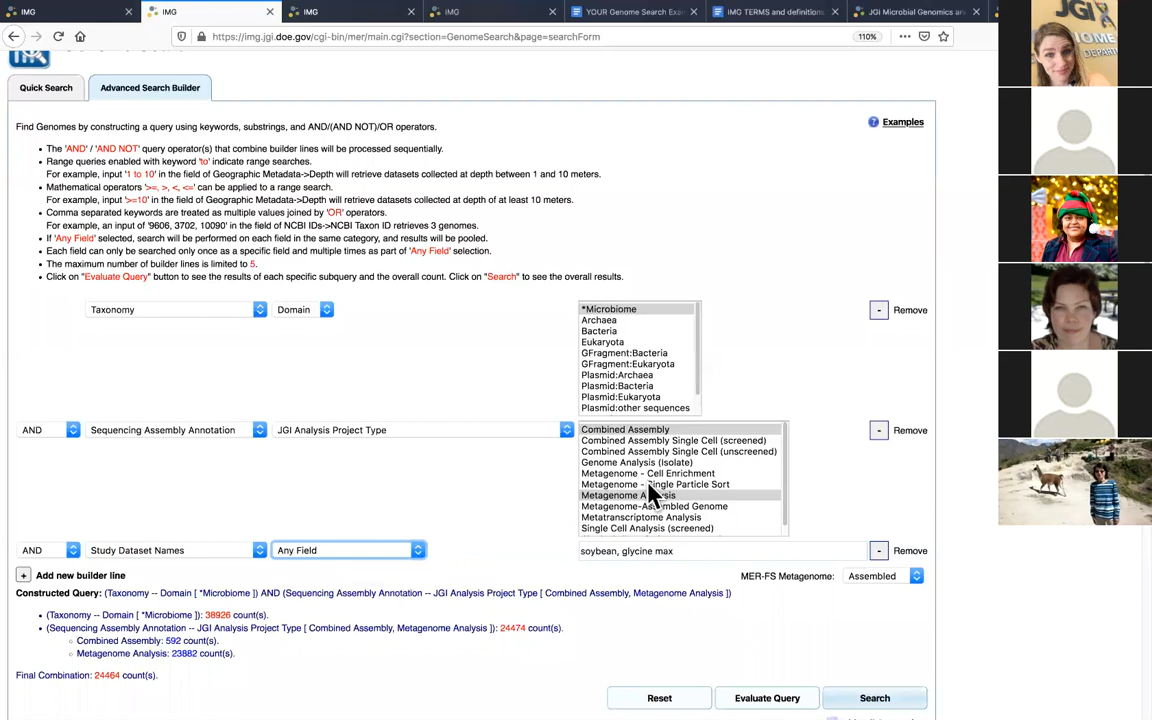 IMG
IMG
IMG
IMG
YOUR Genome Search Exam
IMG TERMS and definitions
JGI Microbial Genomics and
https://img.jgi.doe.gov/cgi-bin/mer/main.cgi?section=GenomeSearch&page=searchForm
110%
Quick Search
Advanced Search Builder
Find Genomes by constructing a query using keywords, substrings, and AND/(AND NOT)/OR operators.
Examples
The 'AND' / 'AND NOT' query operator(s) that combine builder lines will be processed sequentially.
Range queries enabled with keyword 'to' indicate range searches.
For example, input '1 to 10' in the field of Geographic Metadata->Depth will retrieve datasets collected at depth between 1 and 10 meters.
Mathematical operators '>=, >, <, <=' can be applied to a range search.
For example, input '>=10' in the field of Geographic Metadata->Depth will retrieve datasets collected at depth of at least 10 meters.
Comma separated keywords are treated as multiple values joined by 'OR' operators.
For example, an input of '9606, 3702, 10090' in the field of NCBI IDs->NCBI Taxon ID retrieves 3 genomes.
If 'Any Field' selected, search will be performed on each field in the same category, and results will be pooled.
Each field can only be searched only once as a specific field and multiple times as part of 'Any Field' selection.
The maximum number of builder lines is limited to 5.
Click on "Evaluate Query" button to see the results of each specific subquery and the overall count. Click on "Search" to see the overall results.
Taxonomy
Domain
*Microbiome
Archaea
Bacteria
Eukaryota
GFragment:Bacteria
GFragment:Eukaryota
Plasmid:Archaea
Plasmid:Bacteria
Plasmid:Eukaryota
Plasmid:other sequences
- Remove
AND
Sequencing Assembly Annotation
JGI Analysis Project Type
Combined Assembly
Combined Assembly Single Cell (screened)
Combined Assembly Single Cell (unscreened)
Genome Analysis (Isolate)
Metagenome - Cell Enrichment
Metagenome - Single Particle Sort
Metagenome Analysis
Metagenome-Assembled Genome
Metatranscriptome Analysis
Single Cell Analysis (screened)
- Remove
AND
Study Dataset Names
Any Field
soybean, glycine max
- Remove
+ Add new builder line
MER-FS Metagenome: Assembled
Constructed Query: (Taxonomy -- Domain [ *Microbiome ]) AND (Sequencing Assembly Annotation -- JGI Analysis Project Type [ Combined Assembly, Metagenome Analysis ])
(Taxonomy -- Domain [ *Microbiome ]): 38926 count(s).
(Sequencing Assembly Annotation -- JGI Analysis Project Type [ Combined Assembly, Metagenome Analysis ]): 24474 count(s).
Combined Assembly: 592 count(s).
Metagenome Analysis: 23882 count(s).
Final Combination: 24464 count(s).
Reset
Evaluate Query
Search
JGI